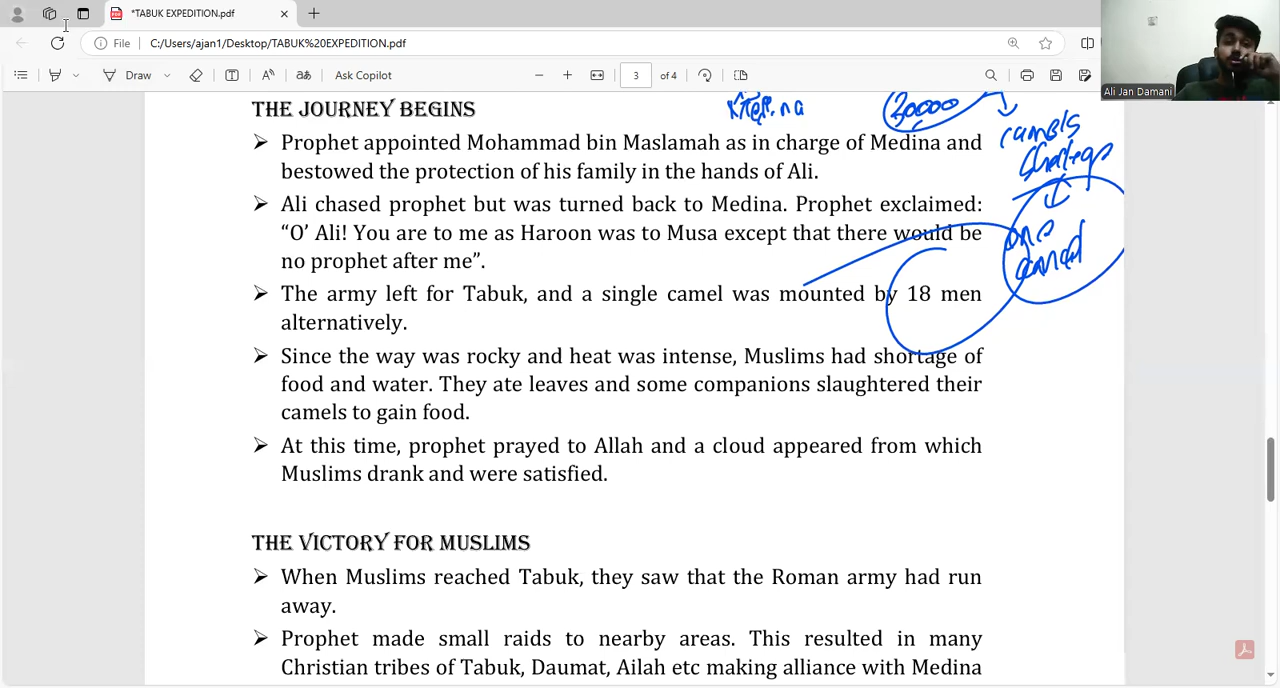 *TABUK EXPEDITION.pdf
File
C:/Users/ajan1/Desktop/TABUK%20EXPEDITION.pdf
Draw
Ask Copilot
3 of 4
Ali Jan Damani
30000
camels
one
camel
THE JOURNEY BEGINS
➢ Prophet appointed Mohammad bin Maslamah as in charge of Medina and
bestowed the protection of his family in the hands of Ali.
➢ Ali chased prophet but was turned back to Medina. Prophet exclaimed:
“O’ Ali! You are to me as Haroon was to Musa except that there would be
no prophet after me”.
➢ The army left for Tabuk, and a single camel was mounted by 18 men
alternatively.
➢ Since the way was rocky and heat was intense, Muslims had shortage of
food and water. They ate leaves and some companions slaughtered their
camels to gain food.
➢ At this time, prophet prayed to Allah and a cloud appeared from which
Muslims drank and were satisfied.
THE VICTORY FOR MUSLIMS
➢ When Muslims reached Tabuk, they saw that the Roman army had run
away.
➢ Prophet made small raids to nearby areas. This resulted in many
Christian tribes of Tabuk, Daumat, Ailah etc making alliance with Medina